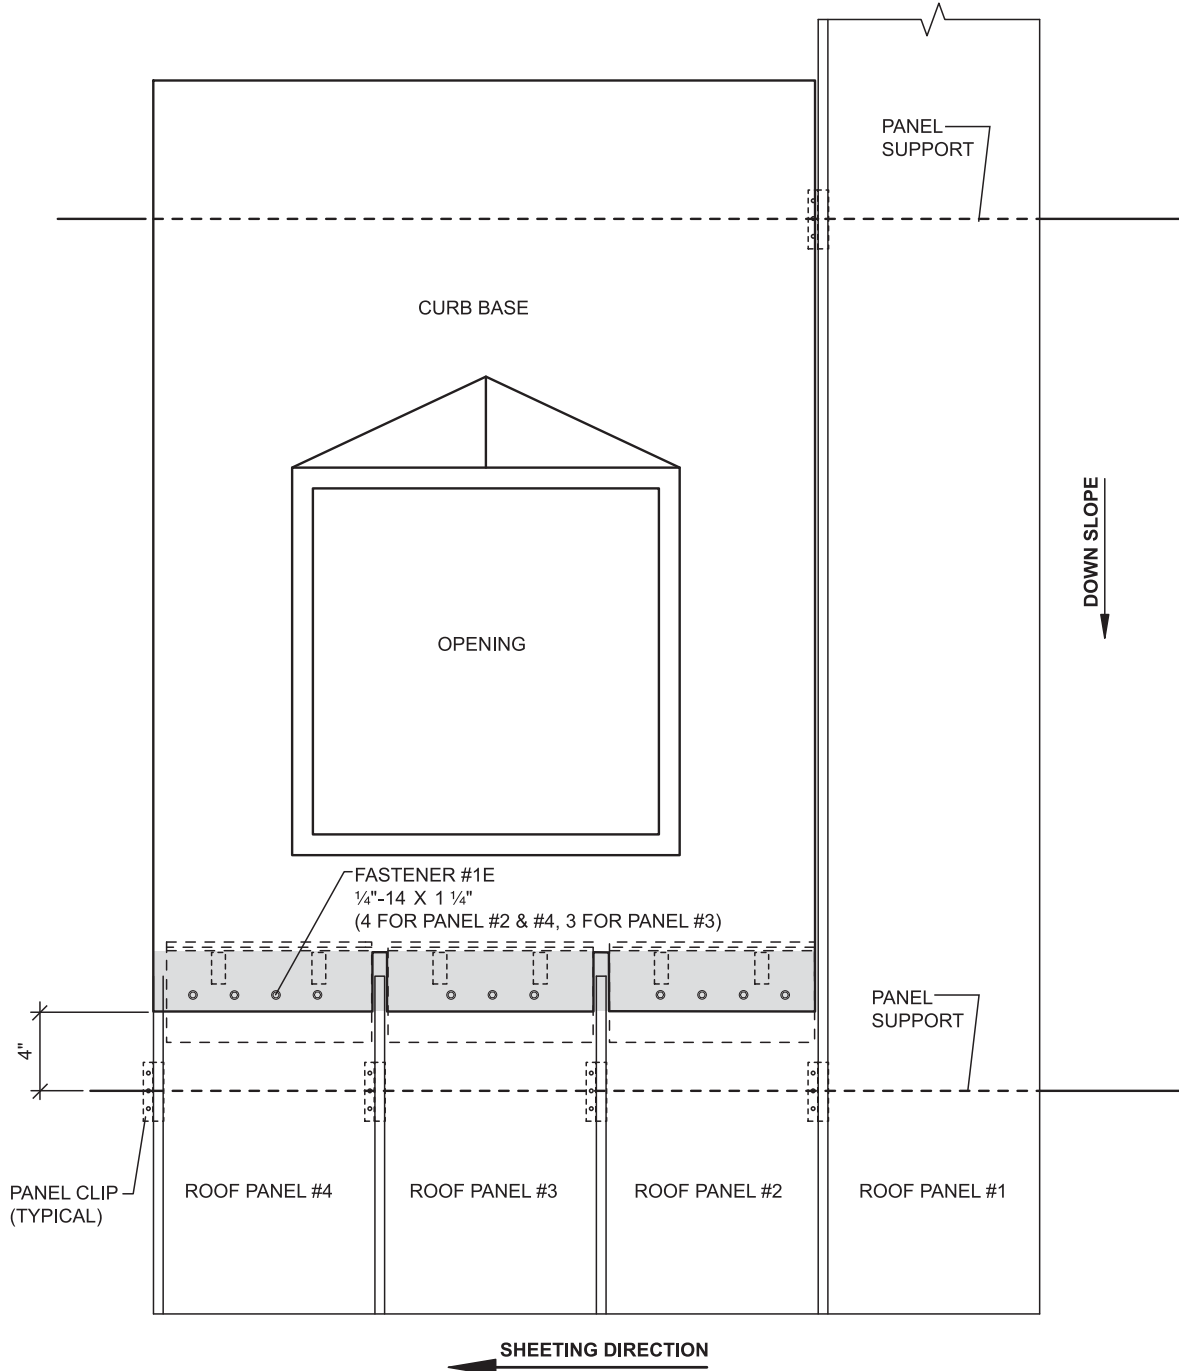 PANEL
SUPPORT
CURB BASE
DOWN SLOPE
OPENING
FASTENER #1E
¼"-14 X 1 ¼"
(4 FOR PANEL #2 & #4, 3 FOR PANEL #3)
PANEL
SUPPORT
4"
PANEL CLIP
(TYPICAL)
ROOF PANEL #4
ROOF PANEL #3
ROOF PANEL #2
ROOF PANEL #1
SHEETING DIRECTION